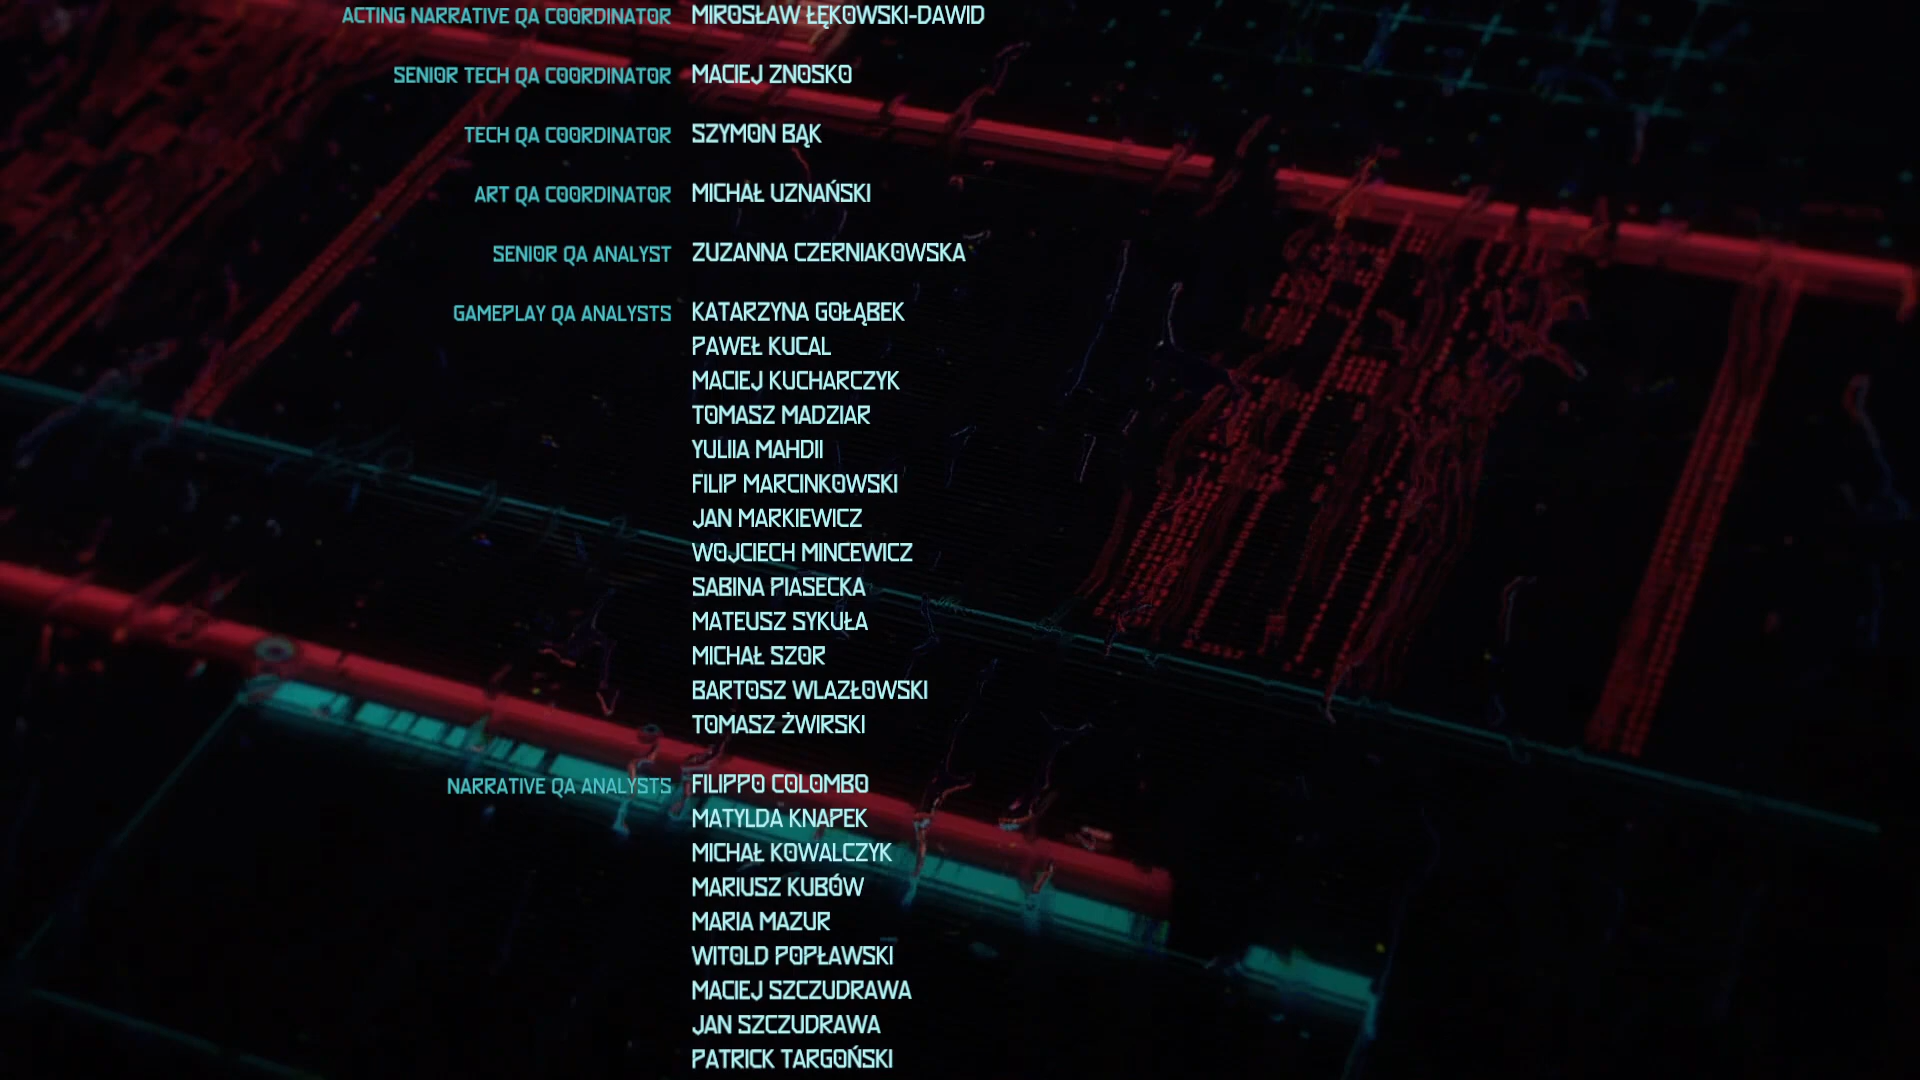 ACTING NARRATIVE QA COORDINATOR MIROSŁAW ŁĘKOWSKI-DAWID
SENIOR TECH QA COORDINATOR MACIEJ ZNOSKO
TECH QA COORDINATOR SZYMON BĄK
ART QA COORDINATOR MICHAŁ UZNAŃSKI
SENIOR QA ANALYST ZUZANNA CZERNIAKOWSKA
GAMEPLAY QA ANALYSTS KATARZYNA GOŁĄBEK
PAWEŁ KUCAL
MACIEJ KUCHARCZYK
TOMASZ MADZIAR
YULIIA MAHDII
FILIP MARCINKOWSKI
JAN MARKIEWICZ
WOJCIECH MINCEWICZ
SABINA PIASECKA
MATEUSZ SYKUŁA
MICHAŁ SZOR
BARTOSZ WLAZŁOWSKI
TOMASZ ŻWIRSKI
NARRATIVE QA ANALYSTS FILIPPO COLOMBO
MATYLDA KNAPEK
MICHAŁ KOWALCZYK
MARIUSZ KUBÓW
MARIA MAZUR
WITOLD POPŁAWSKI
MACIEJ SZCZUDRAWA
JAN SZCZUDRAWA
PATRICK TARGOŃSKI